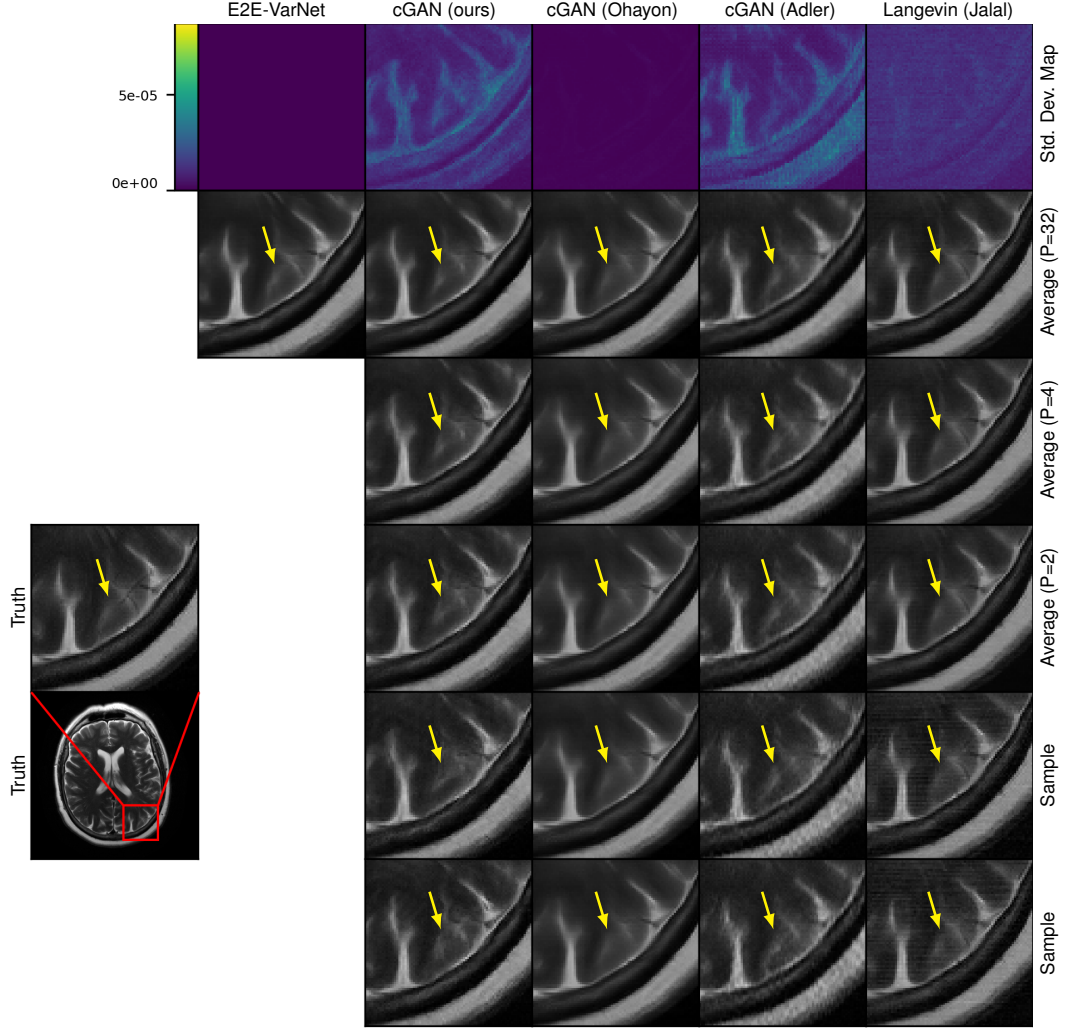 E2E-VarNet
cGAN (ours)
cGAN (Ohayon)
cGAN (Adler)
Langevin (Jalal)
5e-05
0e+00
Std. Dev. Map
Average (P=32)
Average (P=4)
Truth
Average (P=2)
Truth
Sample
Sample